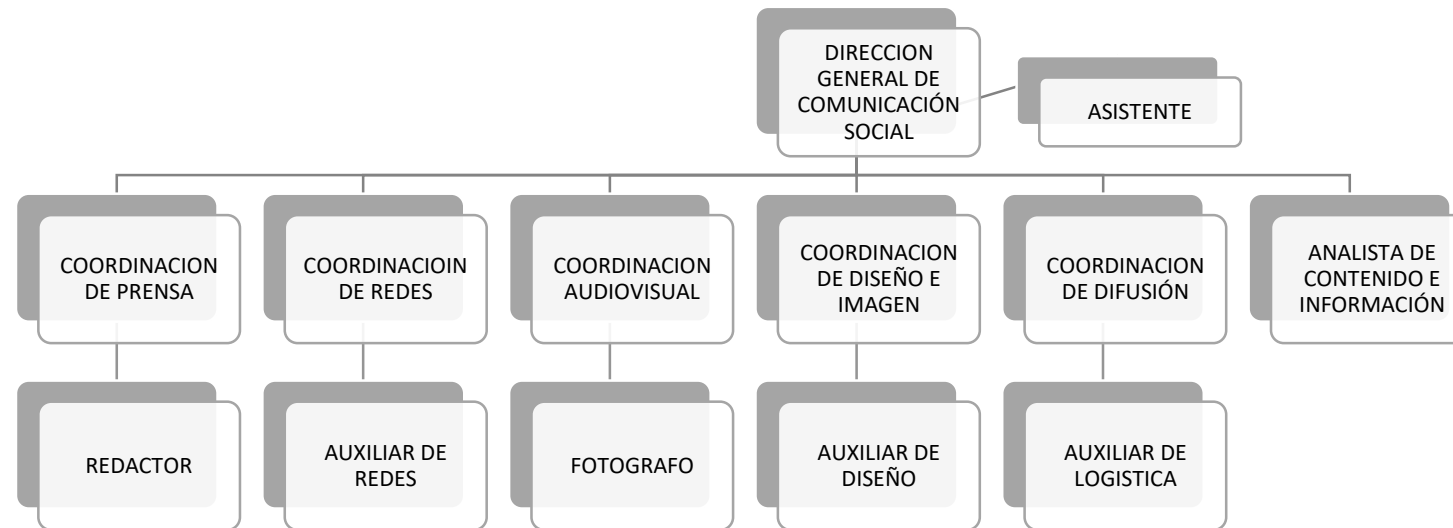 DIRECCION
GENERAL DE
COMUNICACIÓN
SOCIAL
ASISTENTE
COORDINACION
DE PRENSA
COORDINACIOIN
DE REDES
COORDINACION
AUDIOVISUAL
COORDINACION
DE DISEÑO E
IMAGEN
COORDINACION
DE DIFUSIÓN
ANALISTA DE
CONTENIDO E
INFORMACIÓN
REDACTOR
AUXILIAR DE
REDES
FOTOGRAFO
AUXILIAR DE
DISEÑO
AUXILIAR DE
LOGISTICA